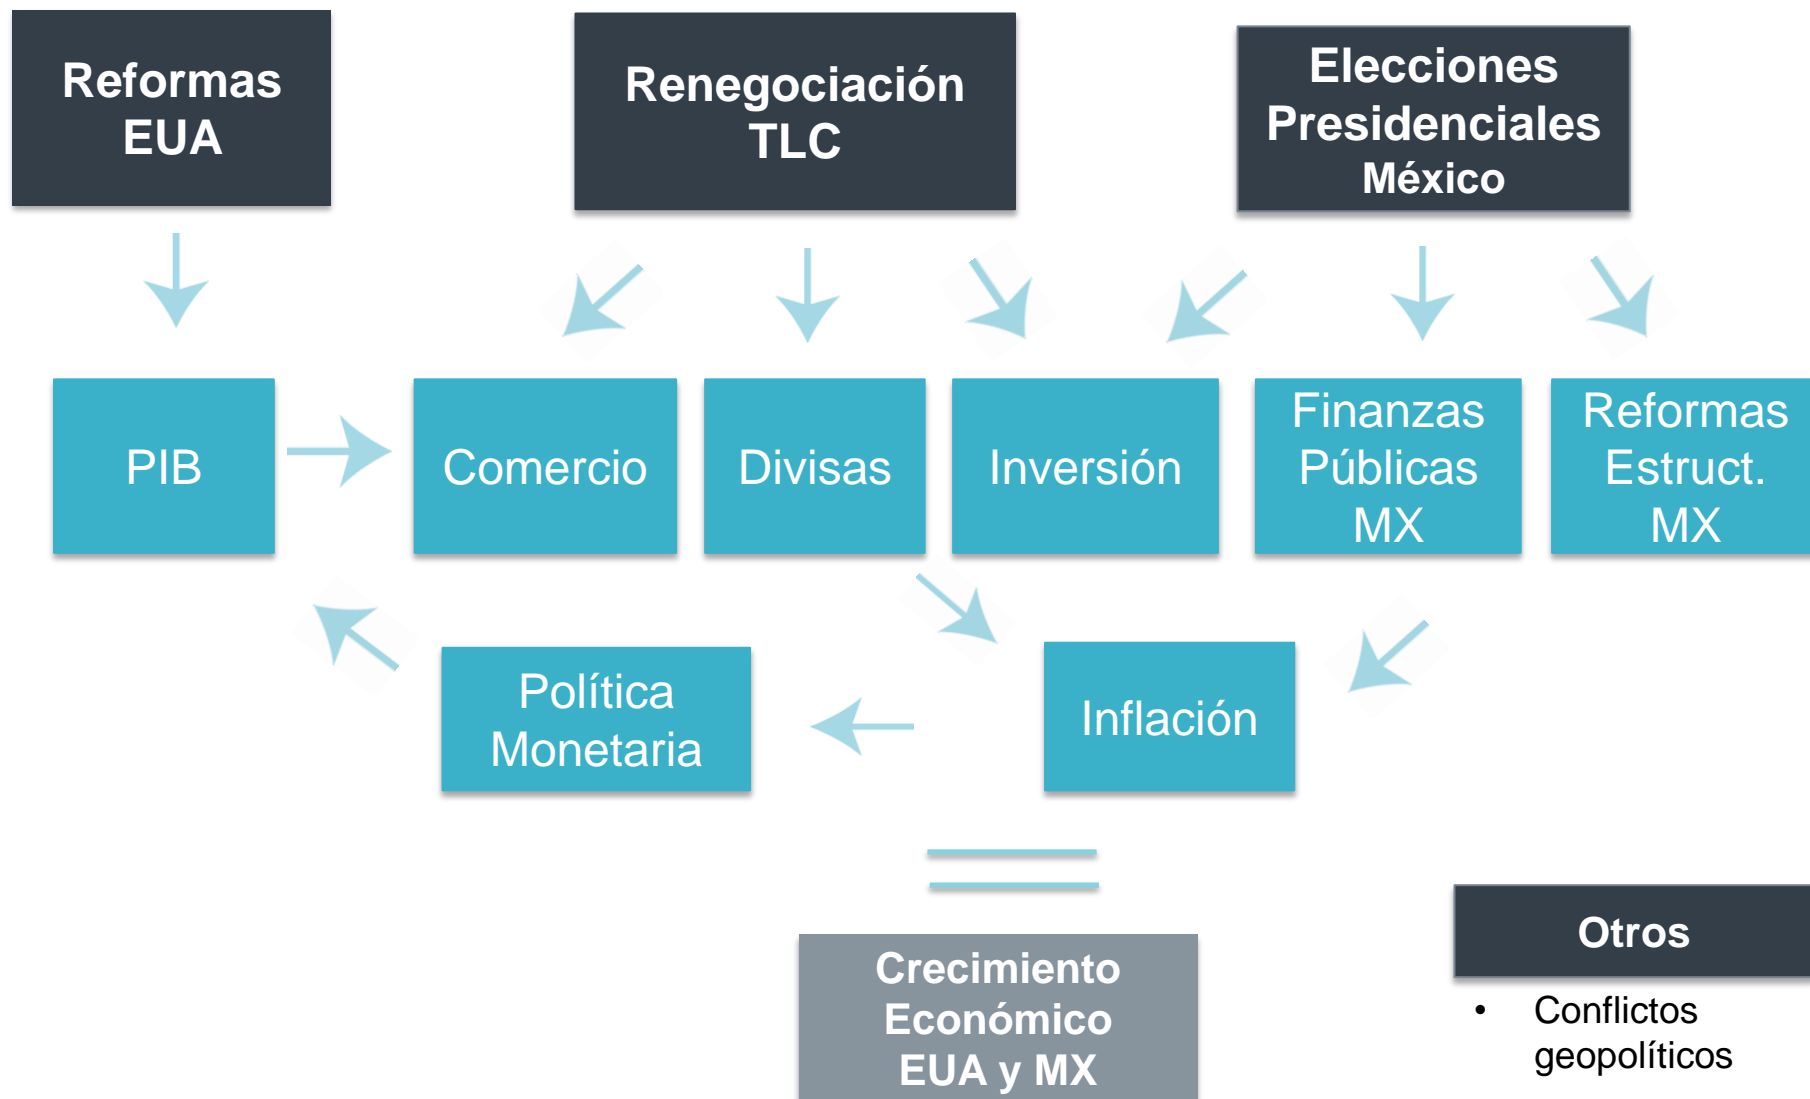 Reformas
EUA
Renegociación
TLC
Elecciones
Presidenciales
México
PIB
Comercio
Divisas
Inversión
Finanzas
Públicas
MX
Reformas
Estruct.
MX
Política
Monetaria
Inflación
Crecimiento
Económico
EUA y MX
Otros
• Conflictos
geopolíticos